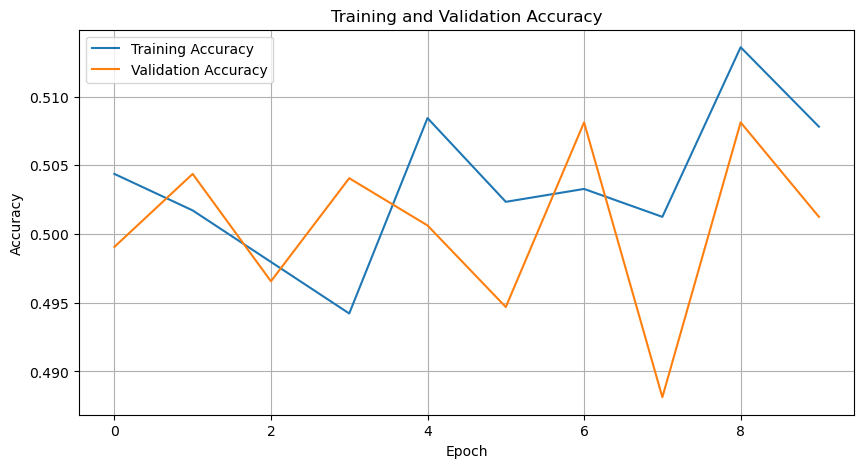 Training and Validation Accuracy
Training Accuracy
Validation Accuracy
0.510
0.505
0.500
0.495
0.490
Accuracy
0 2 4 6 8
Epoch